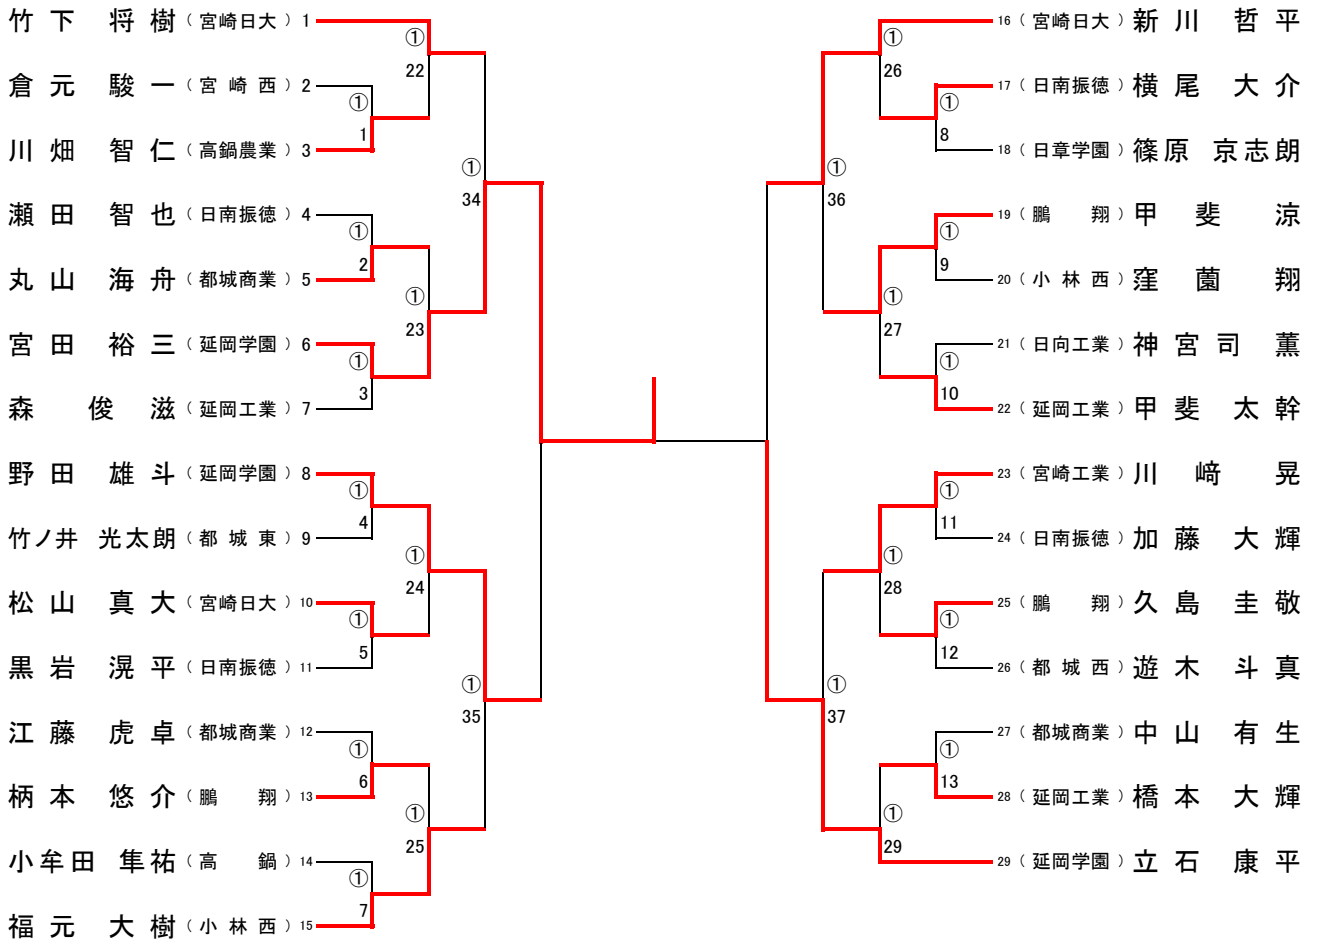 竹下 将樹（宮崎日大）1
倉元 駿一（宮崎西）2
川畑 智仁（高鍋農業）3
瀬田 智也（日南振徳）4
丸山 海舟（都城商業）5
宮田 裕三（延岡学園）6
森 俊滋（延岡工業）7
野田 雄斗（延岡学園）8
竹ノ井 光太朗（都城東）9
松山 真大（宮崎日大）10
黒岩 滉平（日南振徳）11
江藤 虎卓（都城商業）12
柄本 悠介（鵬翔）13
小牟田 隼祐（高鍋）14
福元 大樹（小林西）15
① 22
① 1
① 34
① 2
① 23
① 3
① 4
① 24
① 5
① 35
① 6
① 25
① 7
① 26
① 8
① 36
① 9
① 27
① 10
① 11
① 28
① 12
① 37
① 13
① 29
16（宮崎日大）新川 哲平
17（日南振徳）横尾 大介
18（日章学園）篠原 京志朗
19（鵬翔）甲斐 涼
20（小林西）窪薗 翔
21（日向工業）神宮司 薫
22（延岡工業）甲斐 太幹
23（宮崎工業）川﨑 晃
24（日南振徳）加藤 大輝
25（鵬翔）久島 圭敬
26（都城西）遊木 斗真
27（都城商業）中山 有生
28（延岡工業）橋本 大輝
29（延岡学園）立石 康平